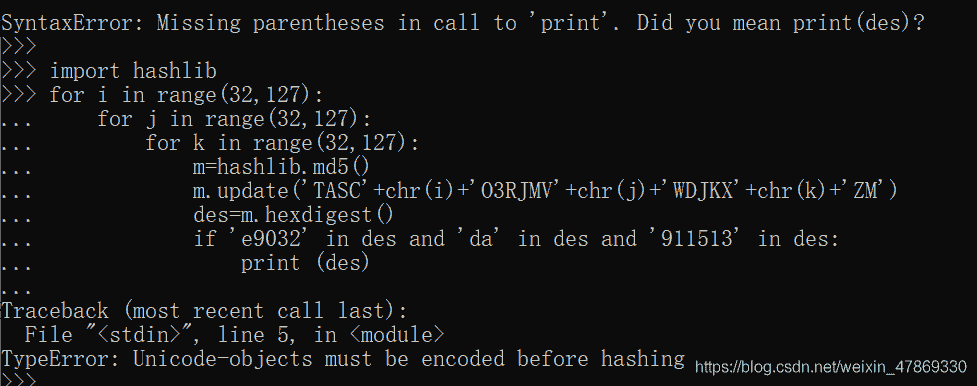 SyntaxError: Missing parentheses in call to 'print'. Did you mean print(des)?
>>>
>>> import hashlib
>>> for i in range(32,127):
...     for j in range(32,127):
...         for k in range(32,127):
...             m=hashlib.md5()
...             m.update('TASC'+chr(i)+'O3RJMV'+chr(j)+'WDJKX'+chr(k)+'ZM')
...             des=m.hexdigest()
...             if 'e9032' in des and 'da' in des and '911513' in des:
...                 print (des)
...
Traceback (most recent call last):
  File "<stdin>", line 5, in <module>
TypeError: Unicode-objects must be encoded before hashing
>>>
https://blog.csdn.net/weixin_47869330